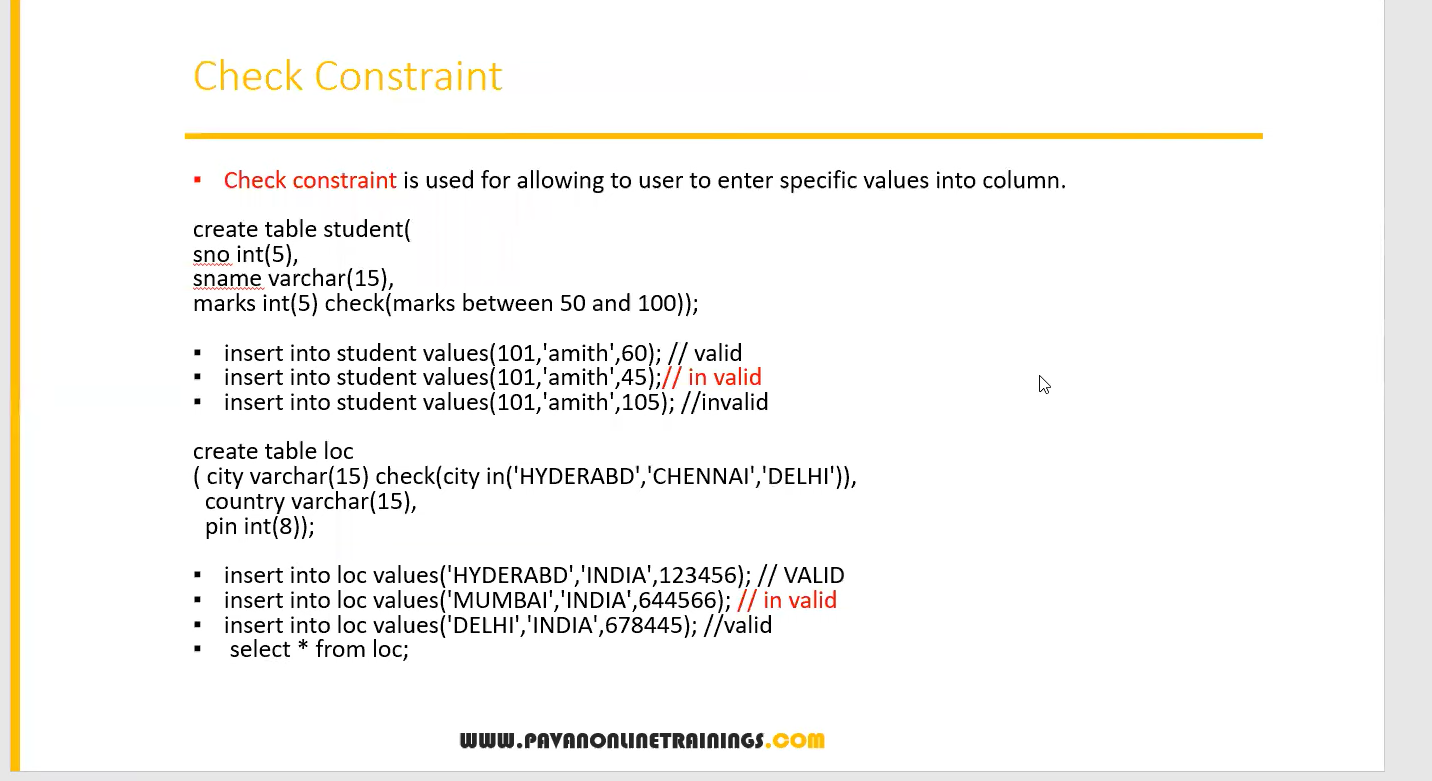 Check Constraint
▪ Check constraint is used for allowing to user to enter specific values into column.
create table student(
sno int(5),
sname varchar(15),
marks int(5) check(marks between 50 and 100));
▪ insert into student values(101,'amith',60); // valid
▪ insert into student values(101,'amith',45);// in valid
▪ insert into student values(101,'amith',105); //invalid
create table loc
( city varchar(15) check(city in('HYDERABD','CHENNAI','DELHI')),
country varchar(15),
pin int(8));
▪ insert into loc values('HYDERABD','INDIA',123456); // VALID
▪ insert into loc values('MUMBAI','INDIA',644566); // in valid
▪ insert into loc values('DELHI','INDIA',678445); //valid
▪ select * from loc;
WWW.PAVANONLINETRAININGS.COM